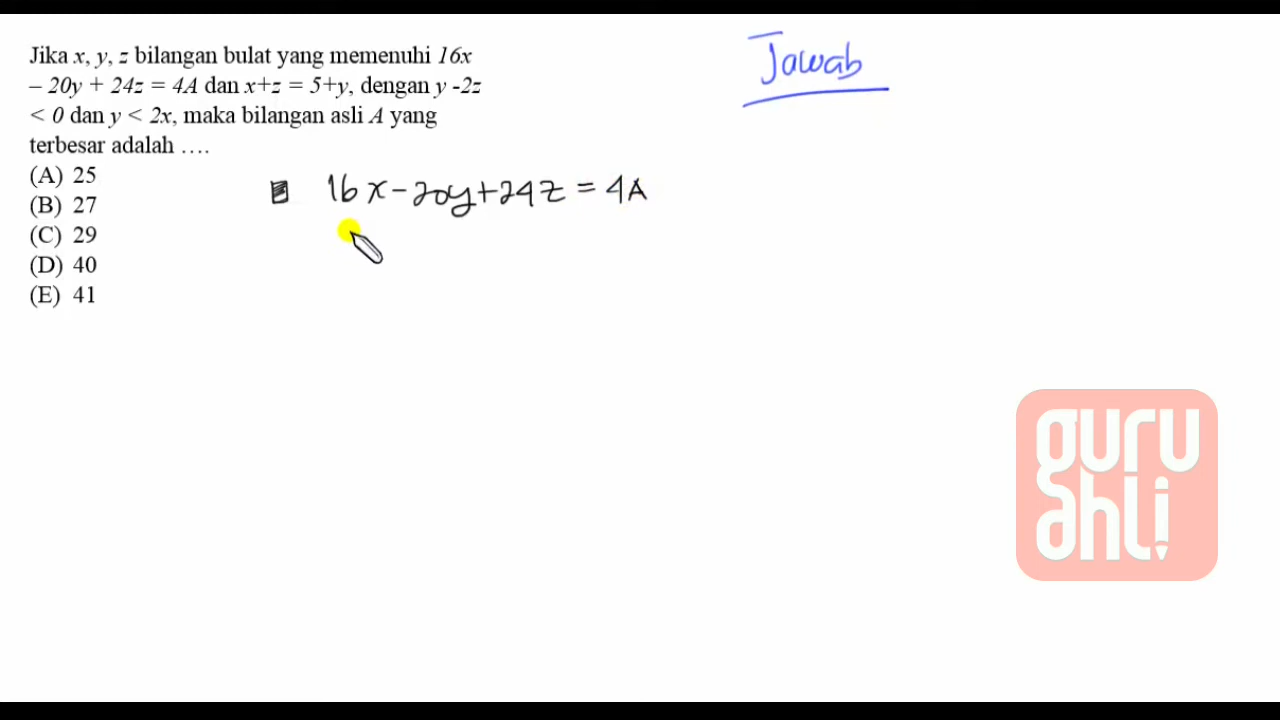 Jika x, y, z bilangan bulat yang memenuhi 16x
– 20y + 24z = 4A dan x+z = 5+y, dengan y -2z
< 0 dan y < 2x, maka bilangan asli A yang
terbesar adalah ….
(A) 25
(B) 27
(C) 29
(D) 40
(E) 41
Jawab
16x - 20y + 24z = 4A
guru
ahli